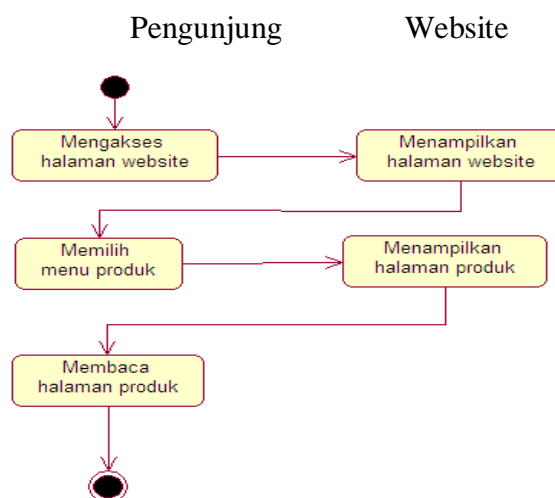 Pengunjung Website
Mengakses
halaman website
Menampilkan
halaman website
Memilih
menu produk
Menampilkan
halaman produk
Membaca
halaman produk